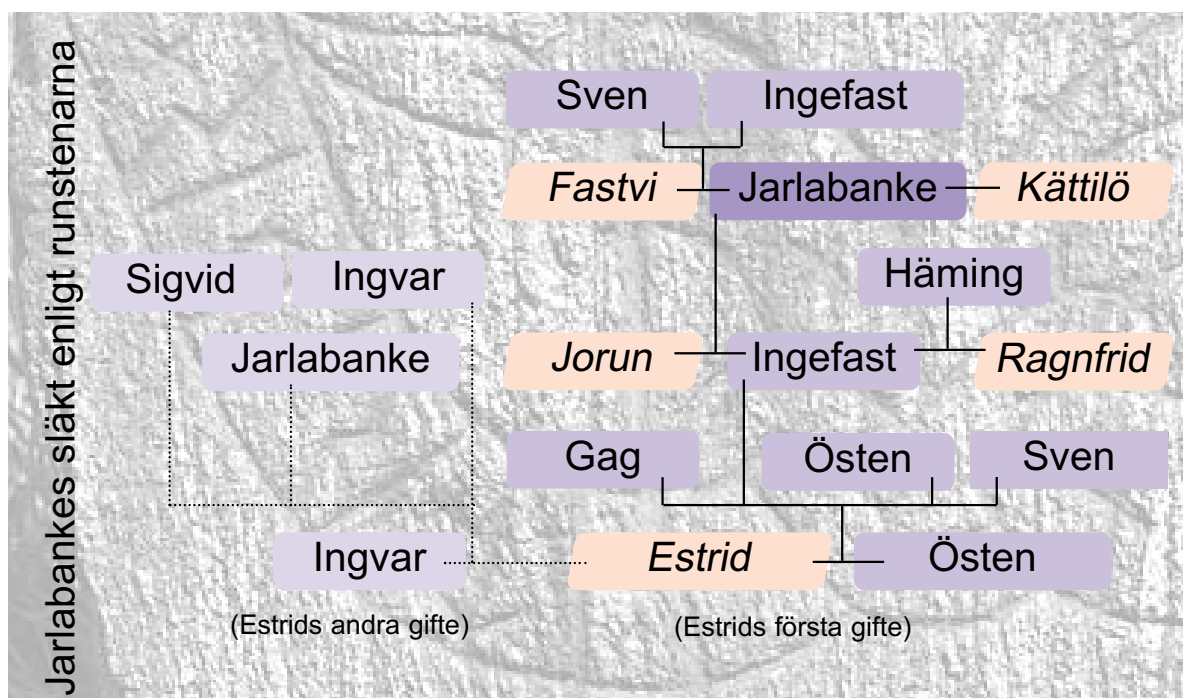 Jarlabankes släkt enligt runstenarna
Sven Ingefast
Fastvi Jarlabanke Kättilö
Häming
Sigvid Ingvar
Jarlabanke
Jorun Ingefast Ragnfrid
Gag Östen Sven
Ingvar Estrid Östen
(Estrids andra gifte) (Estrids första gifte)